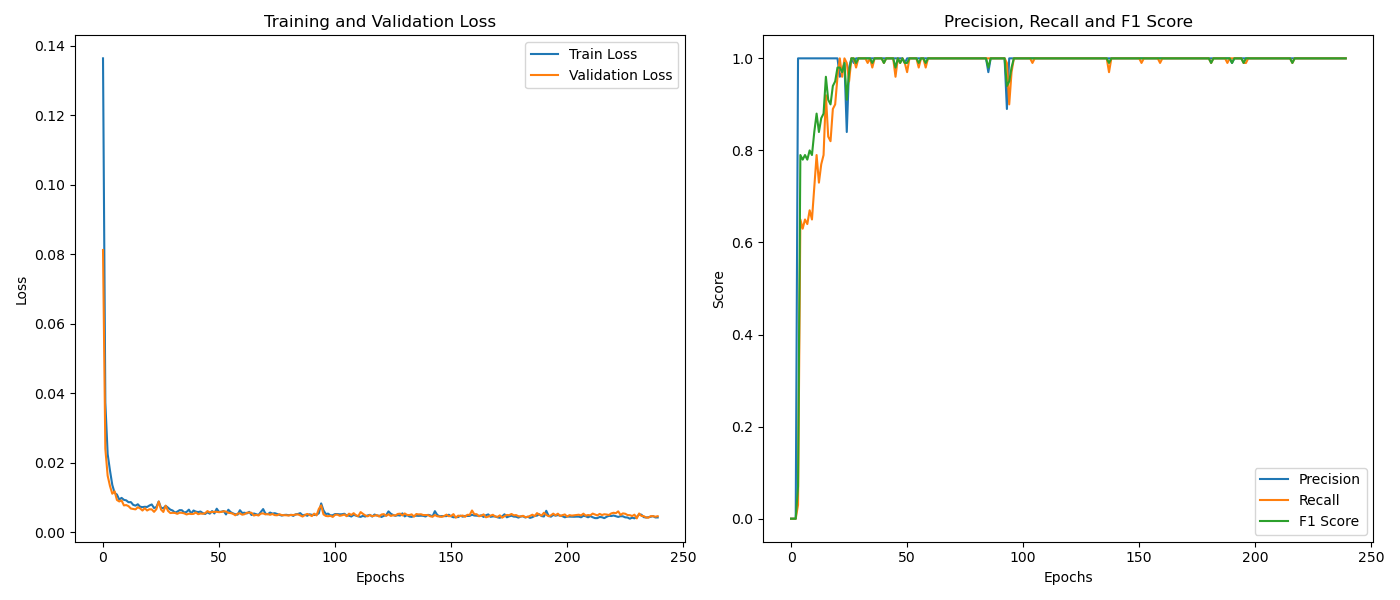 Training and Validation Loss
0.14
0.12
0.10
0.08
0.06
0.04
0.02
0.00
Loss
Train Loss
Validation Loss
0 50 100 150 200 250
Epochs
Precision, Recall and F1 Score
1.0
0.8
0.6
0.4
0.2
0.0
Score
Precision
Recall
F1 Score
0 50 100 150 200 250
Epochs